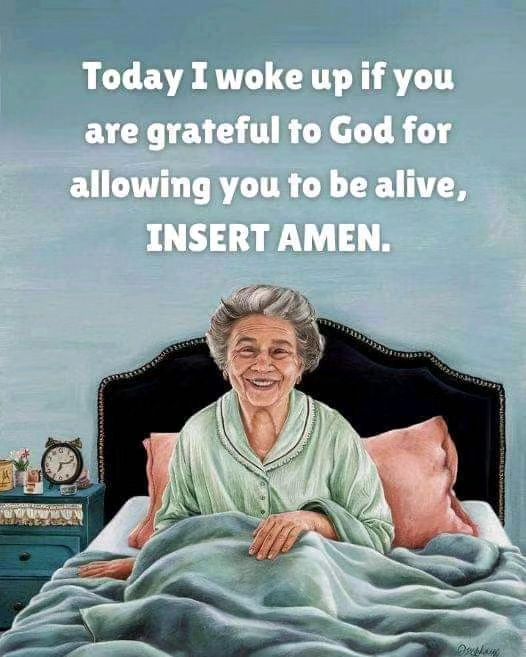 Today I woke up if you
are grateful to God for
allowing you to be alive,
INSERT AMEN.